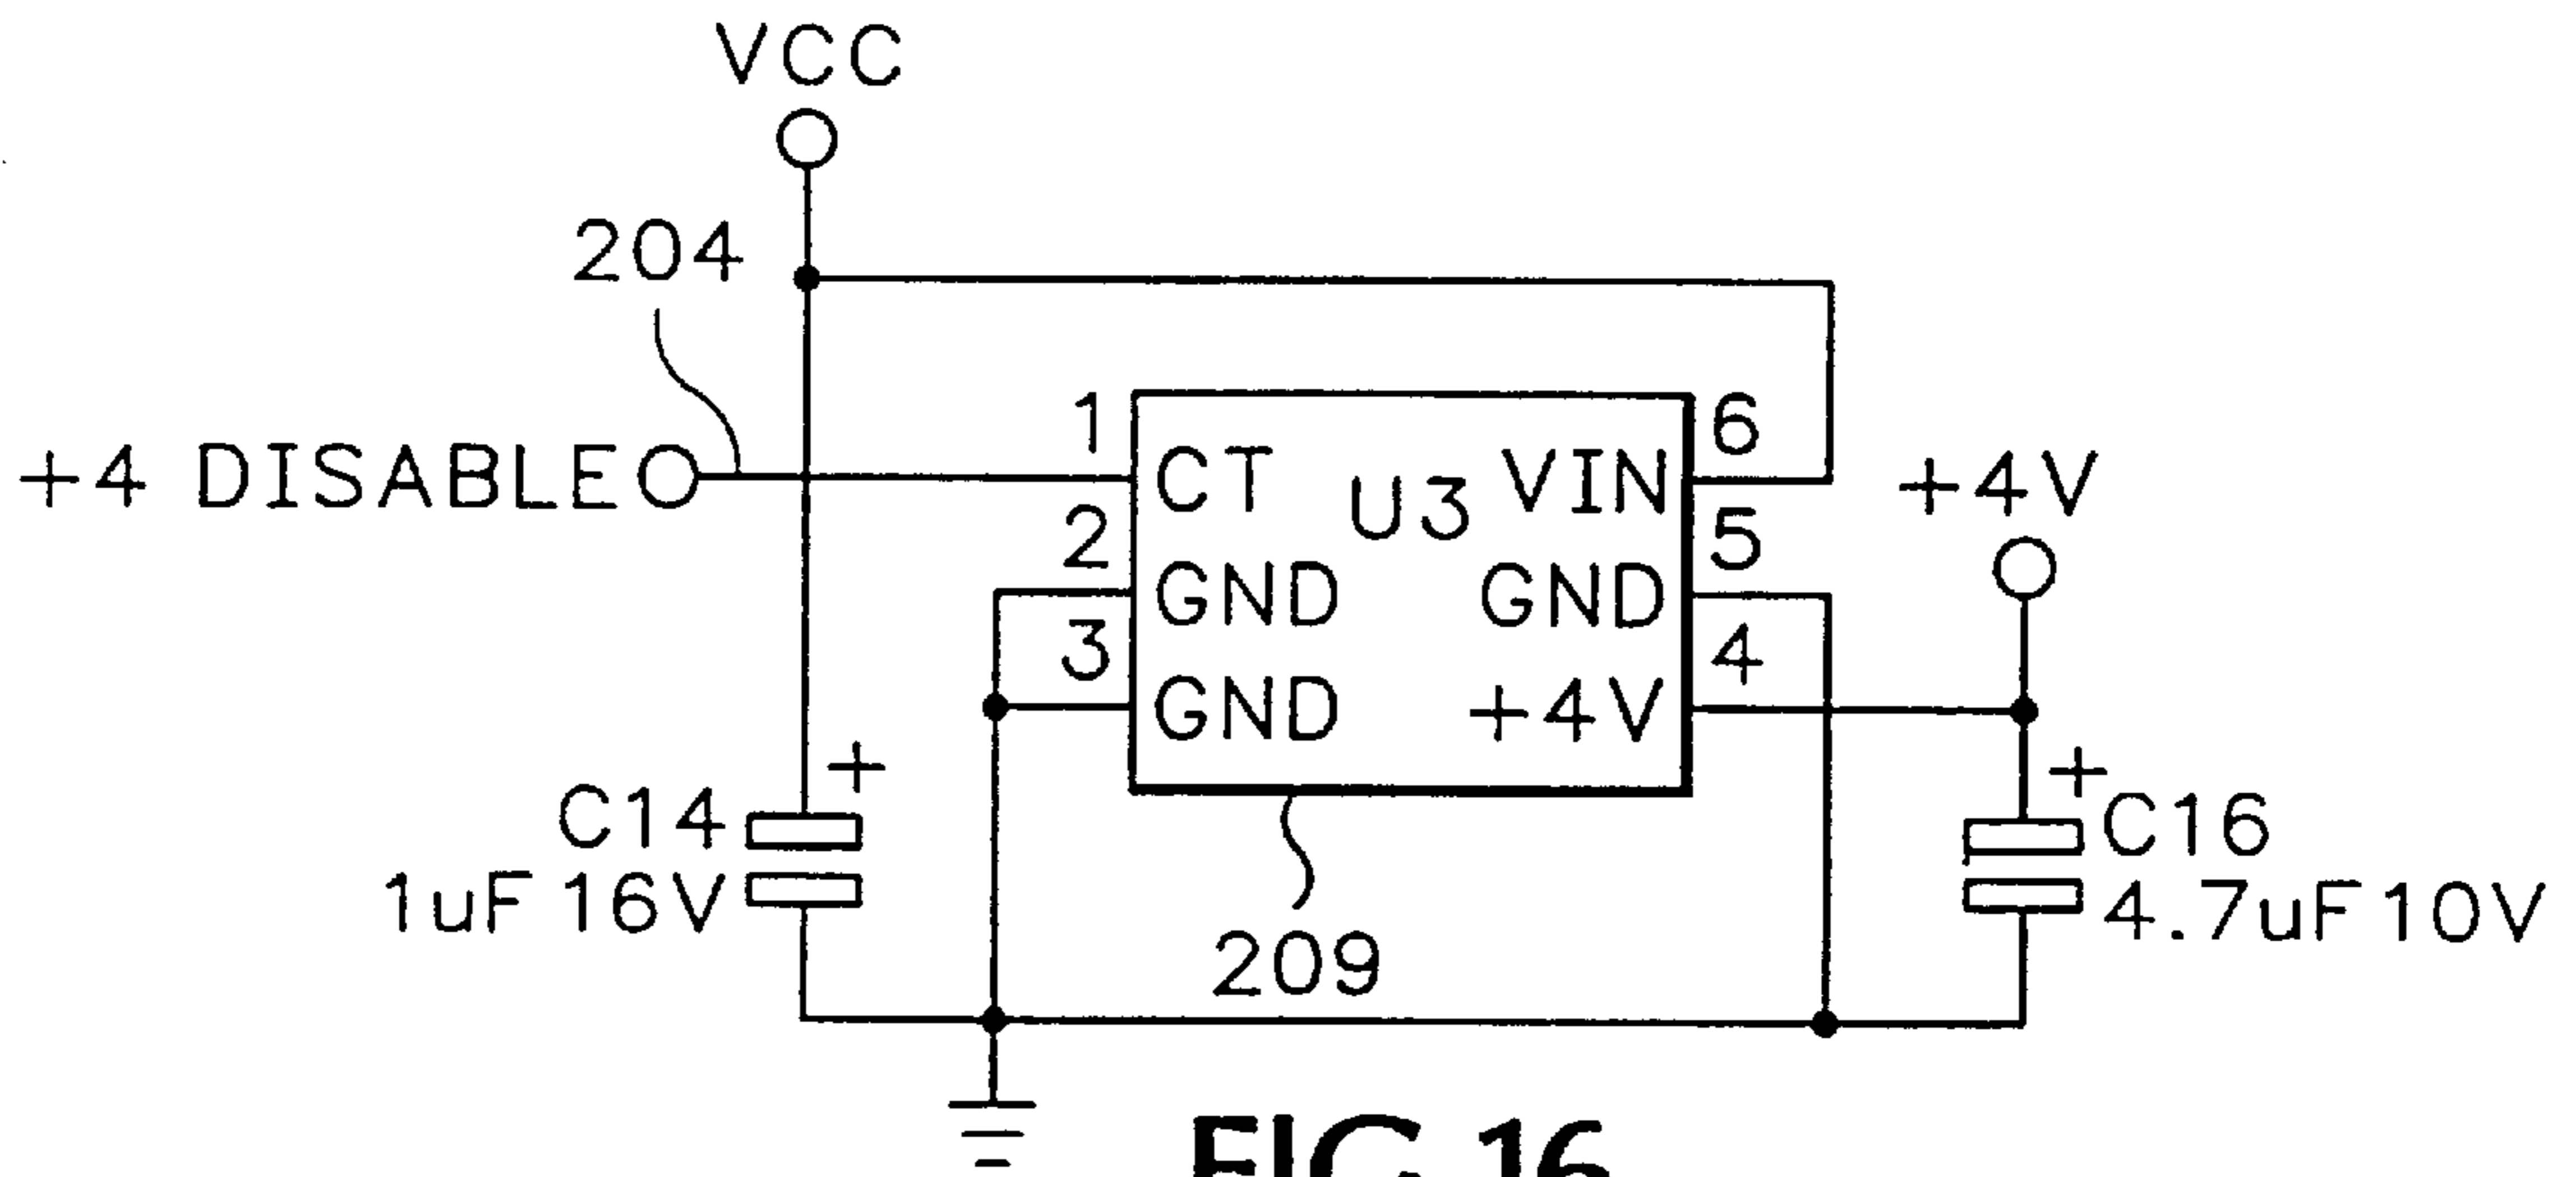 VCC
204
+4 DISABLE
1
2
3
CT
GND
GND
U3
VIN
GND
+4V
6
5
4
+4V
+
C14
1uF 16V
+
C16
4.7uF 10V
209
FIG. 16